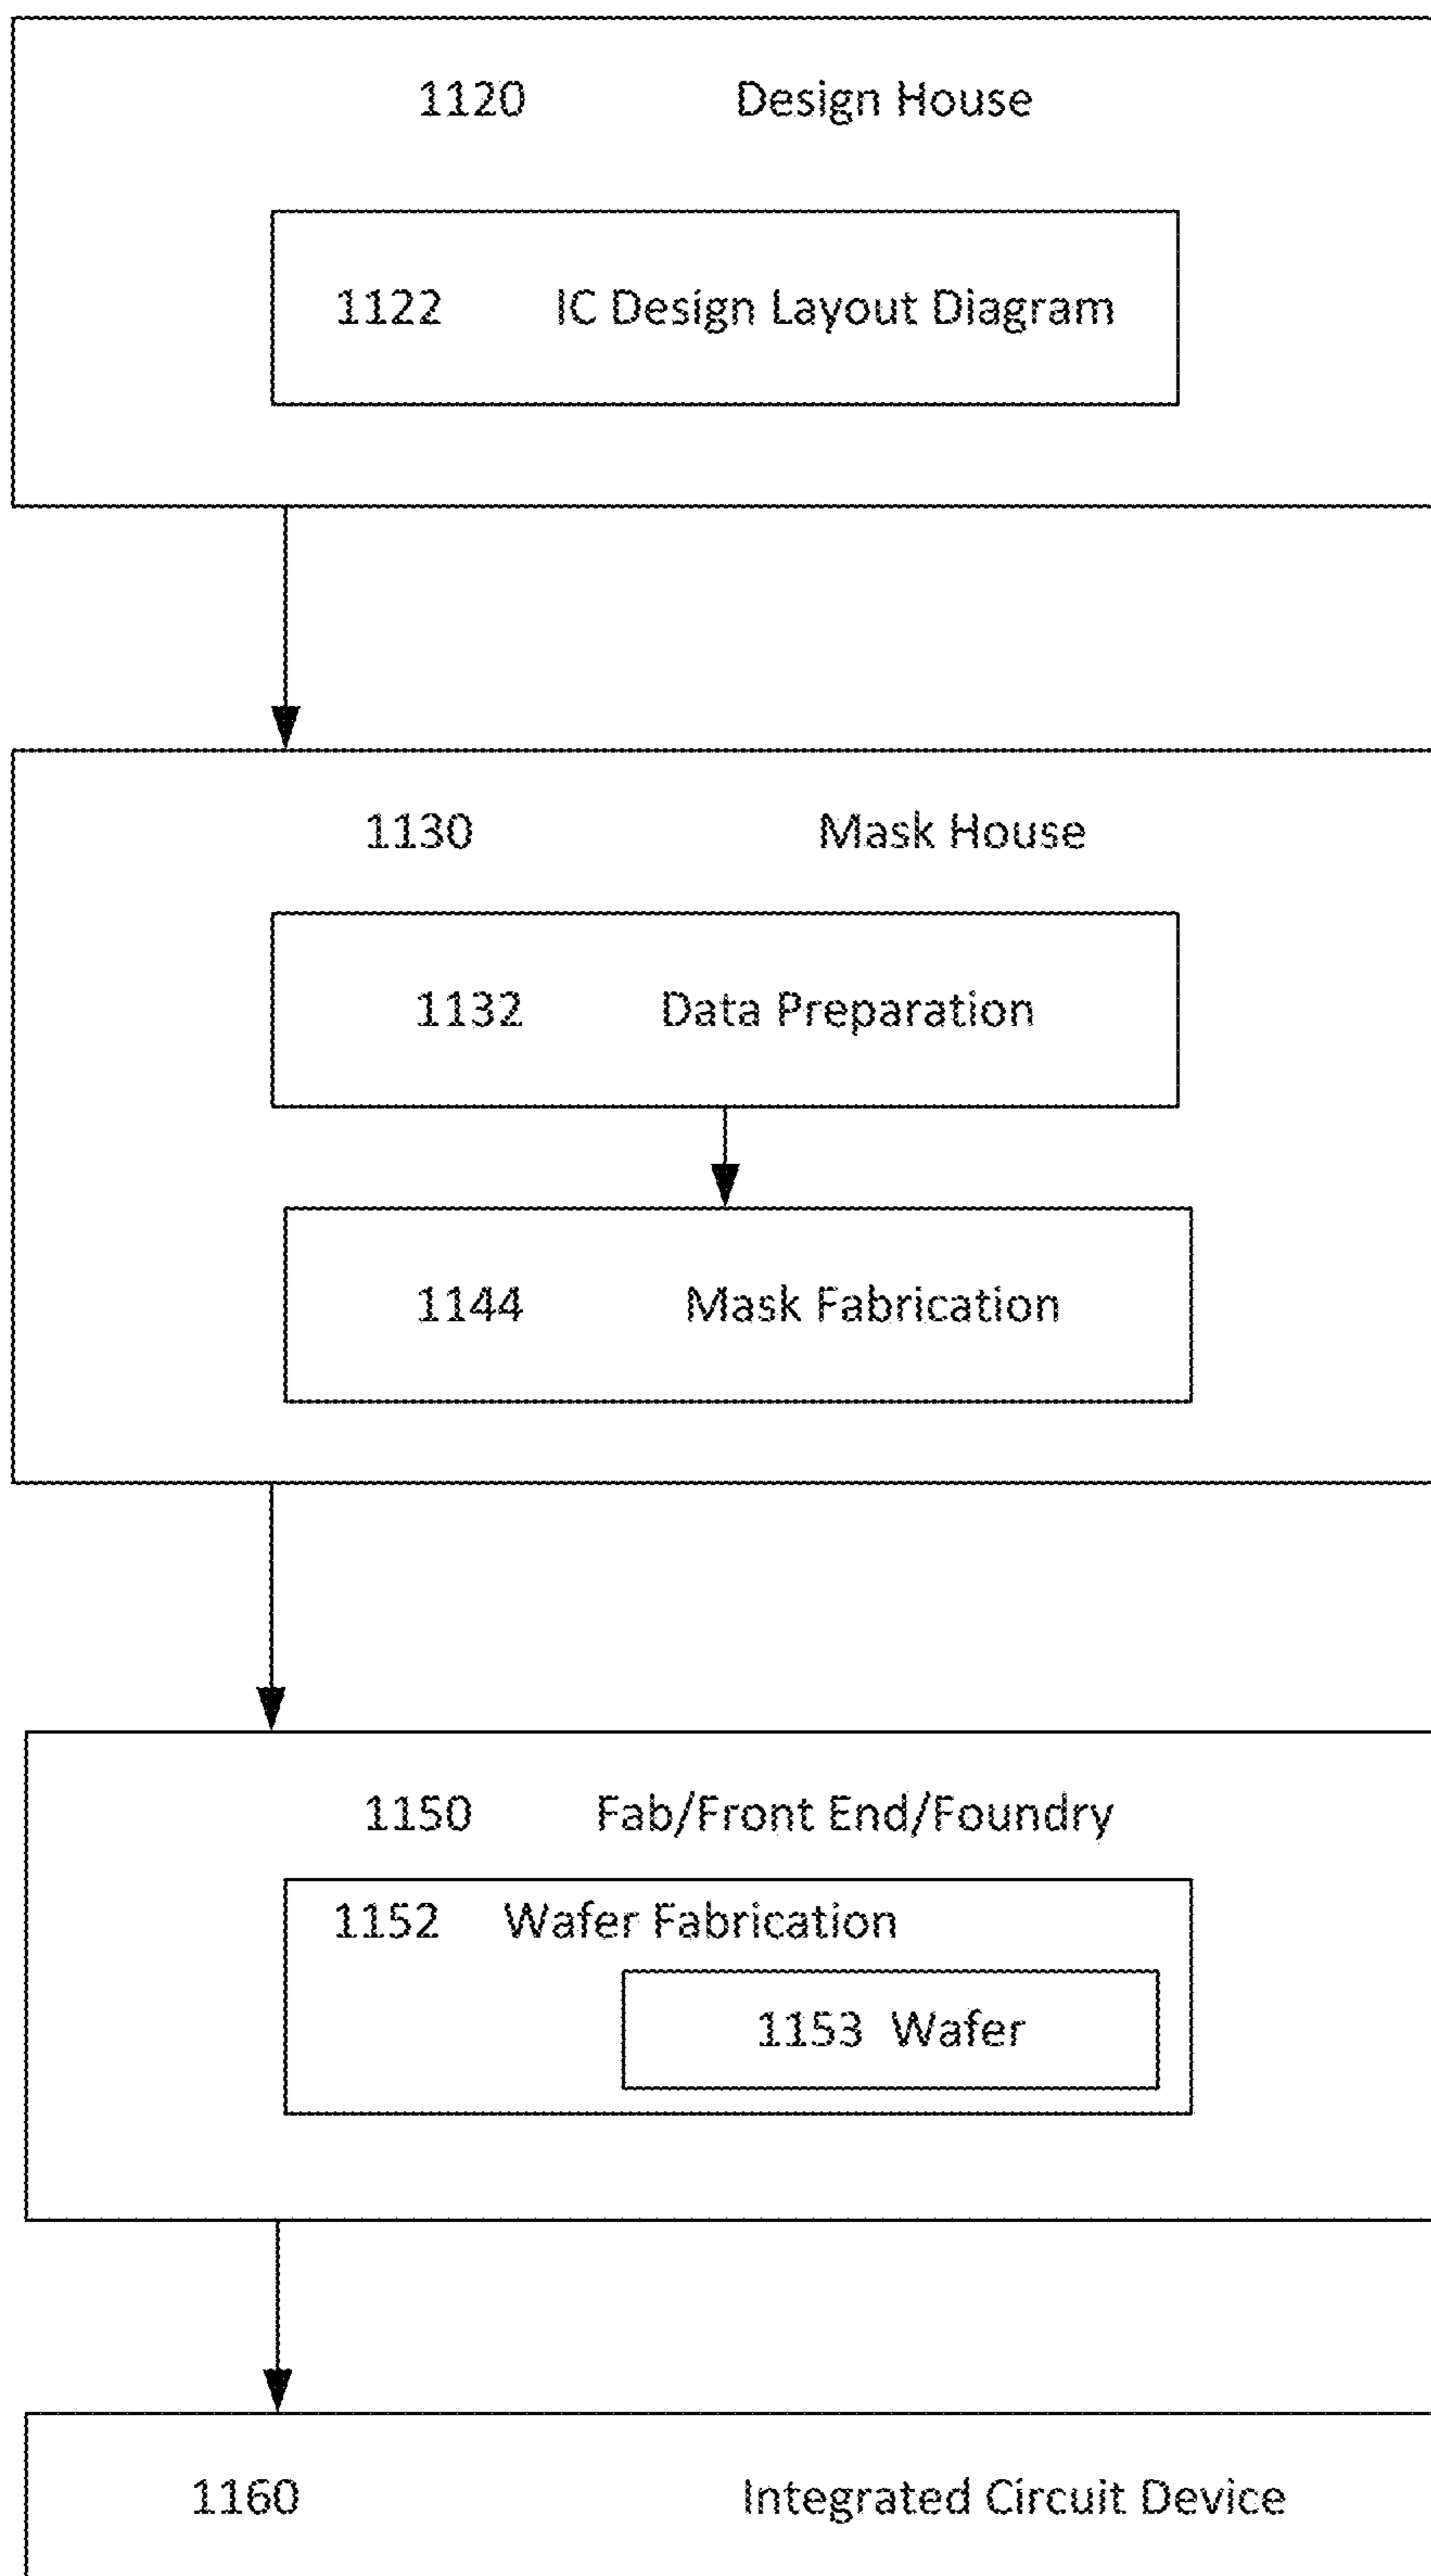 1120 Design House
1122 IC Design Layout Diagram
1130 Mask House
1132 Data Preparation
1144 Mask Fabrication
1150 Fab/Front End/Foundry
1152 Wafer Fabrication
1153 Wafer
1160 Integrated Circuit Device